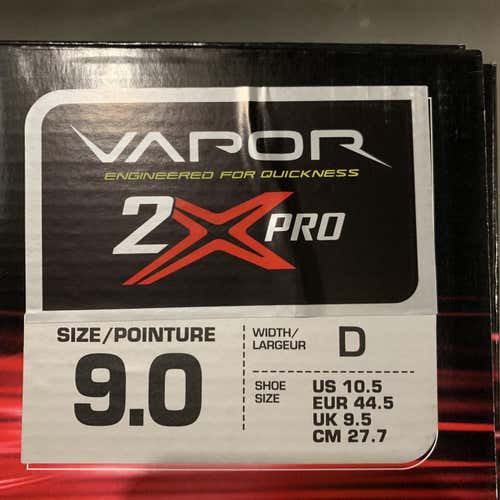 VAPOR
ENGINEERED FOR QUICKNESS
2X PRO
SIZE/POINTURE
9.0
WIDTH/
LARGEUR
D
SHOE
SIZE
US 10.5
EUR 44.5
UK 9.5
CM 27.7